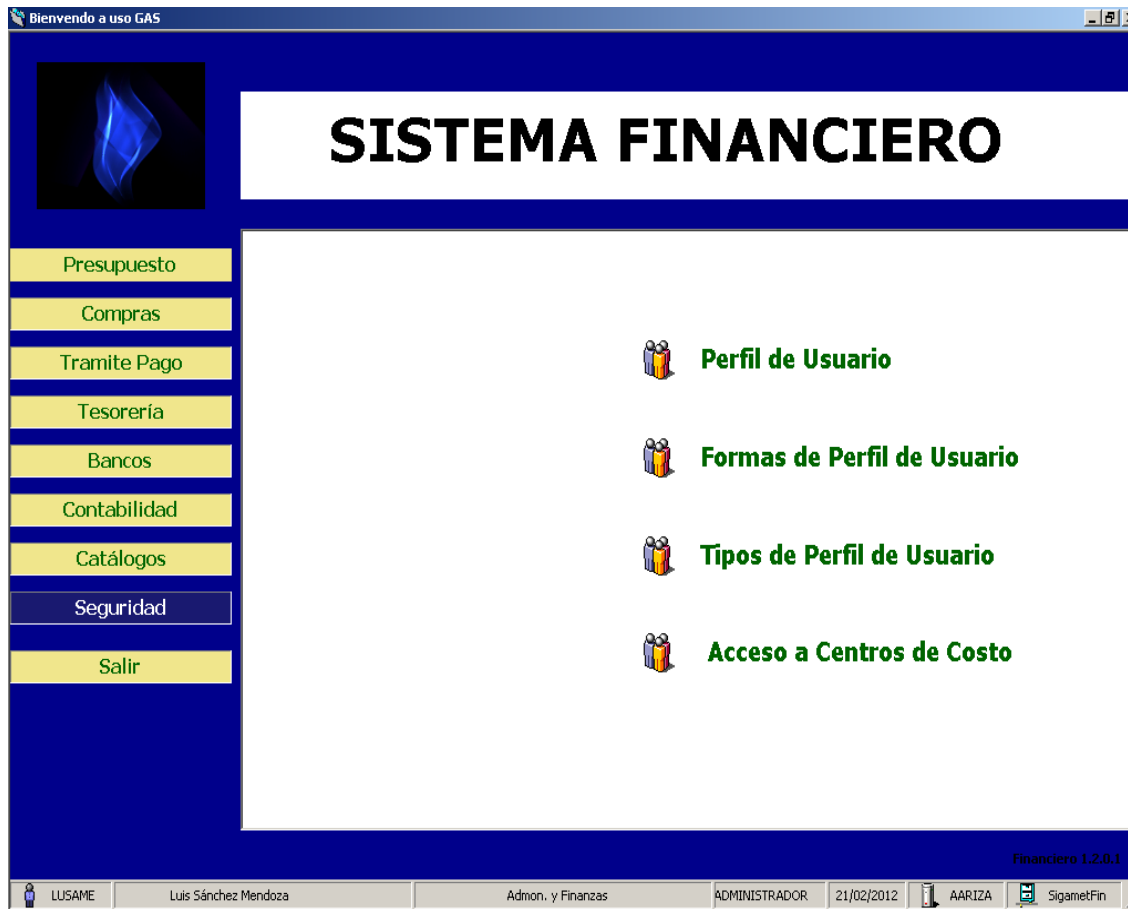 Bienvendo a uso GAS
SISTEMA FINANCIERO
Presupuesto
Compras
Tramite Pago
Tesorería
Bancos
Contabilidad
Catálogos
Seguridad
Salir
Perfil de Usuario
Formas de Perfil de Usuario
Tipos de Perfil de Usuario
Acceso a Centros de Costo
Financiero 1.2.0.1
LUSAME Luis Sánchez Mendoza Admon. y Finanzas ADMINISTRADOR 21/02/2012 AARIZA SigametFin